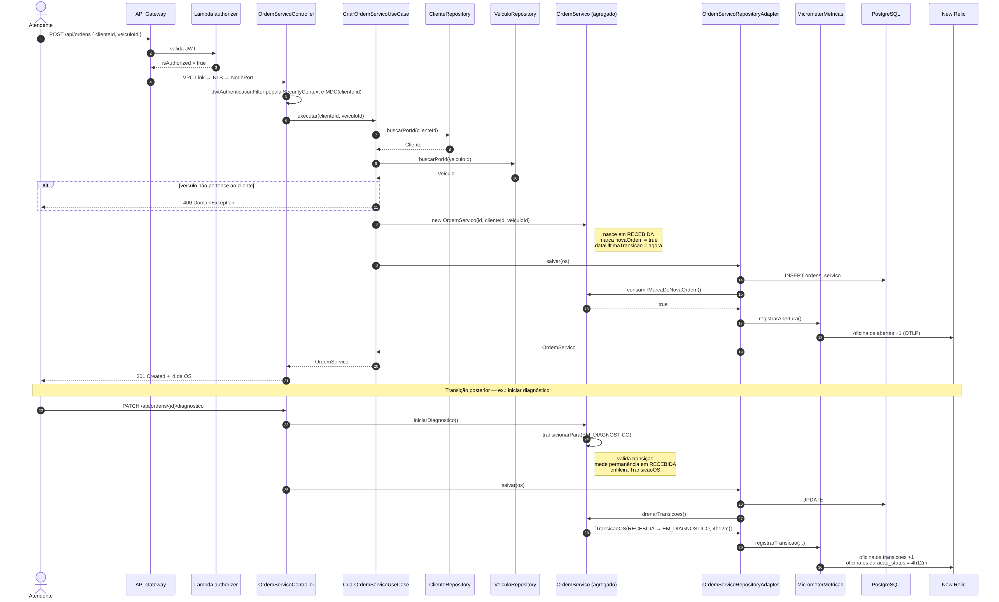 Atendente
API Gateway
Lambda authorizer
OrdemServicoController
CriarOrdemServicoUseCase
ClienteRepository
VeiculoRepository
OrdemServico (agregado)
OrdemServicoRepositoryAdapter
MicrometerMetricas
PostgreSQL
New Relic
1 POST /api/ordens { clienteId, veiculoId }
2 valida JWT
3 isAuthorized = true
4 VPC Link → NLB → NodePort
5 JwtAuthenticationFilter popula SecurityContext e MDC(cliente.id)
6 executar(clienteId, veiculoId)
7 buscarPorId(clienteId)
8 Cliente
9 buscarPorId(veiculoId)
10 Veiculo
alt [veículo não pertence ao cliente]
11 400 DomainException
12 new OrdemServico(id, clienteId, veiculoId)
nasce em RECEBIDA
marca novaOrdem = true
dataUltimaTransicao = agora
13 salvar(os)
14 INSERT ordens_servico
15 consumirMarcaDeNovaOrdem()
16 true
17 registrarAbertura()
18 oficina.os.abertas +1 (OTLP)
19 OrdemServico
20 OrdemServico
21 201 Created + id da OS
Transição posterior — ex.: iniciar diagnóstico
22 PATCH /api/ordens/{id}/diagnostico
23 iniciarDiagnostico()
24 transicionarPara(EM_DIAGNOSTICO)
valida transição
mede permanência em RECEBIDA
enfileira TransicaoOS
25 salvar(os)
26 UPDATE
27 drenarTransicoes()
28 [TransicaoOS(RECEBIDA → EM_DIAGNOSTICO, 4h12m)]
29 registrarTransicao(...)
30 oficina.os.transicoes +1
oficina.os.duracao_status = 4h12m
Atendente
API Gateway
Lambda authorizer
OrdemServicoController
CriarOrdemServicoUseCase
ClienteRepository
VeiculoRepository
OrdemServico (agregado)
OrdemServicoRepositoryAdapter
MicrometerMetricas
PostgreSQL
New Relic